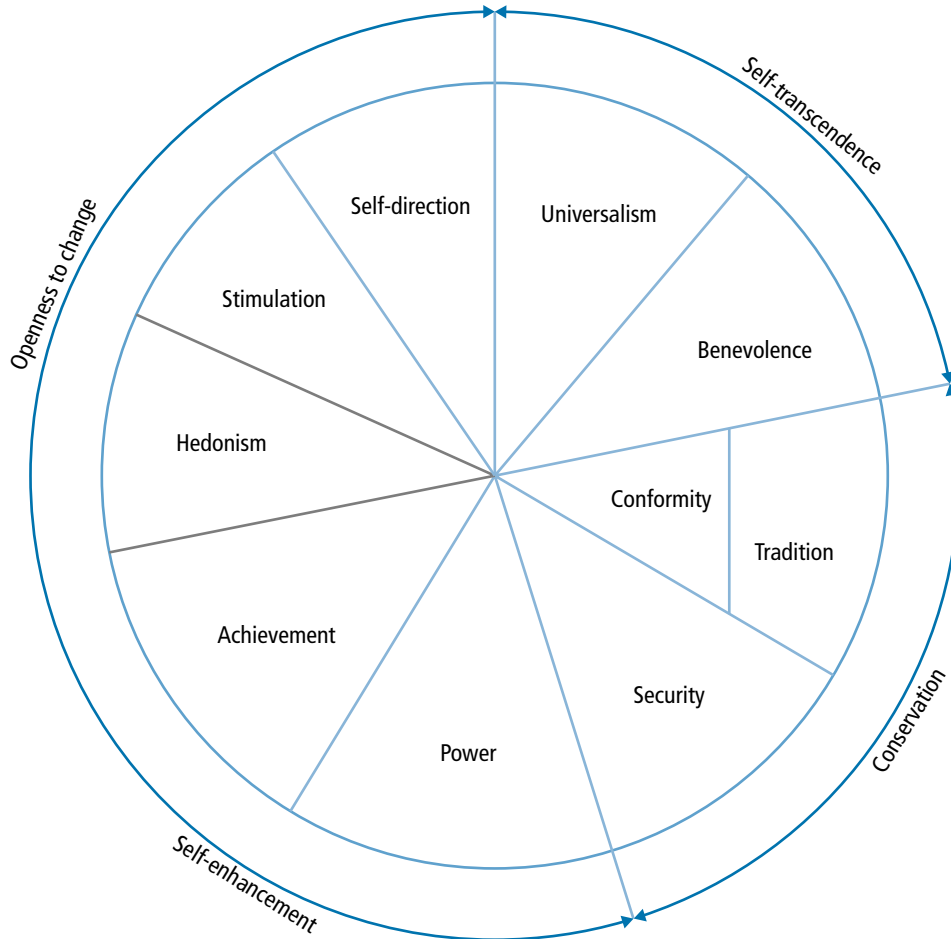 Self-transcendence
Openness to change
Self-direction
Universalism
Stimulation
Benevolence
Hedonism
Conformity
Tradition
Achievement
Security
Power
Conservation
Self-enhancement